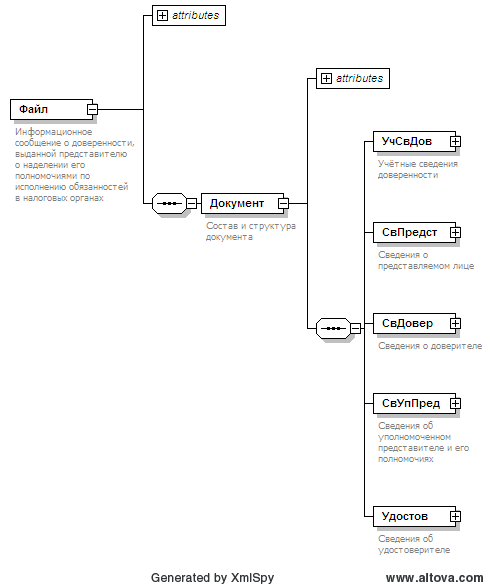 attributes
Файл
Информационное
сообщение о доверенности,
выданной представителю
о наделении его
полномочиями по
исполнению обязанностей
в налоговых органах
Документ
Состав и структура
документа
attributes
УчСвДов
Учётные сведения
доверенности
СвПредст
Сведения о
представляемом лице
СвДовер
Сведения о доверителе
СвУпПред
Сведения об
уполномоченном
представителе и его
полномочиях
Удостов
Сведения об
удостоверителе
Generated by XmlSpy
www.altova.com